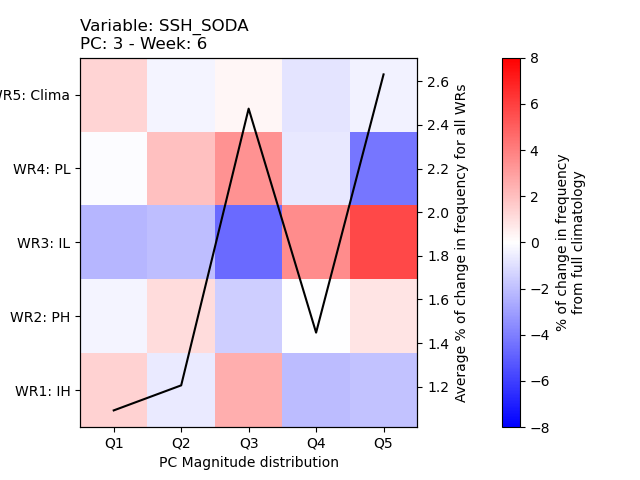 Variable: SSH_SODA
PC: 3 - Week: 6
WR5: Clima
WR4: PL
WR3: IL
WR2: PH
WR1: IH
Q1 Q2 Q3 Q4 Q5
PC Magnitude distribution
2.6
2.4
2.2
2.0
1.8
1.6
1.4
1.2
Average % of change in frequency for all WRs
8
6
4
2
0
−2
−4
−6
−8
% of change in frequency
from full climatology